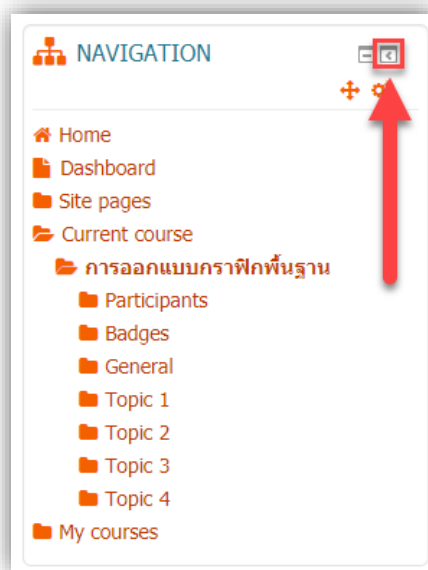 NAVIGATION
Home
Dashboard
Site pages
Current course
การออกแบบกราฟิกพื้นฐาน
Participants
Badges
General
Topic 1
Topic 2
Topic 3
Topic 4
My courses